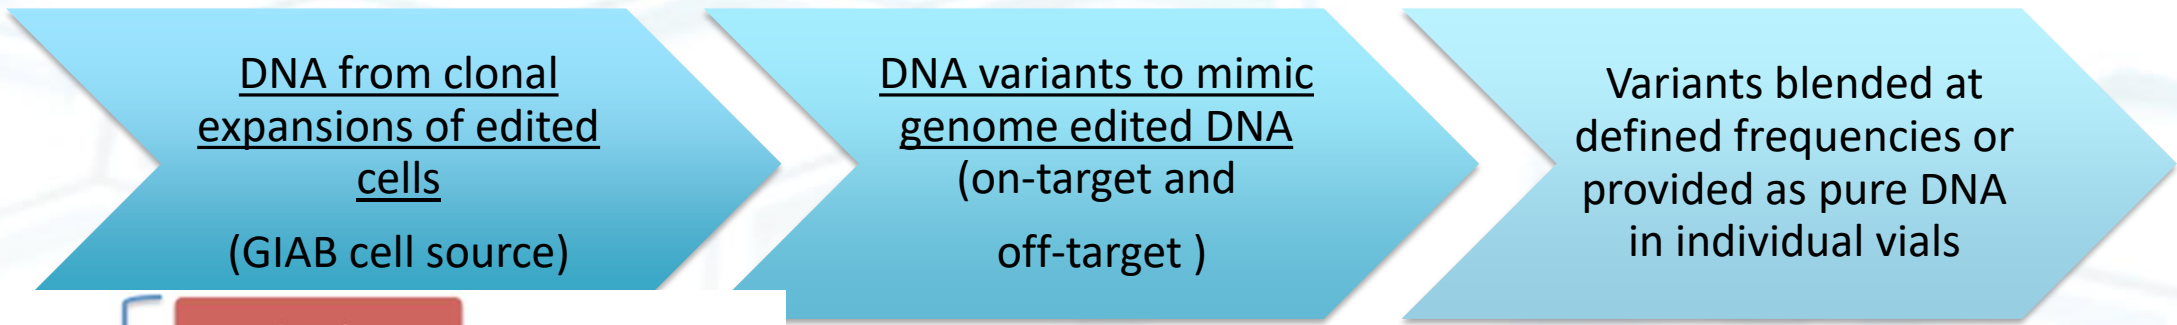 DNA from clonal
expansions of edited
cells
(GIAB cell source)
DNA variants to mimic
genome edited DNA
(on-target and
off-target )
Variants blended at
defined frequencies or
provided as pure DNA
in individual vials